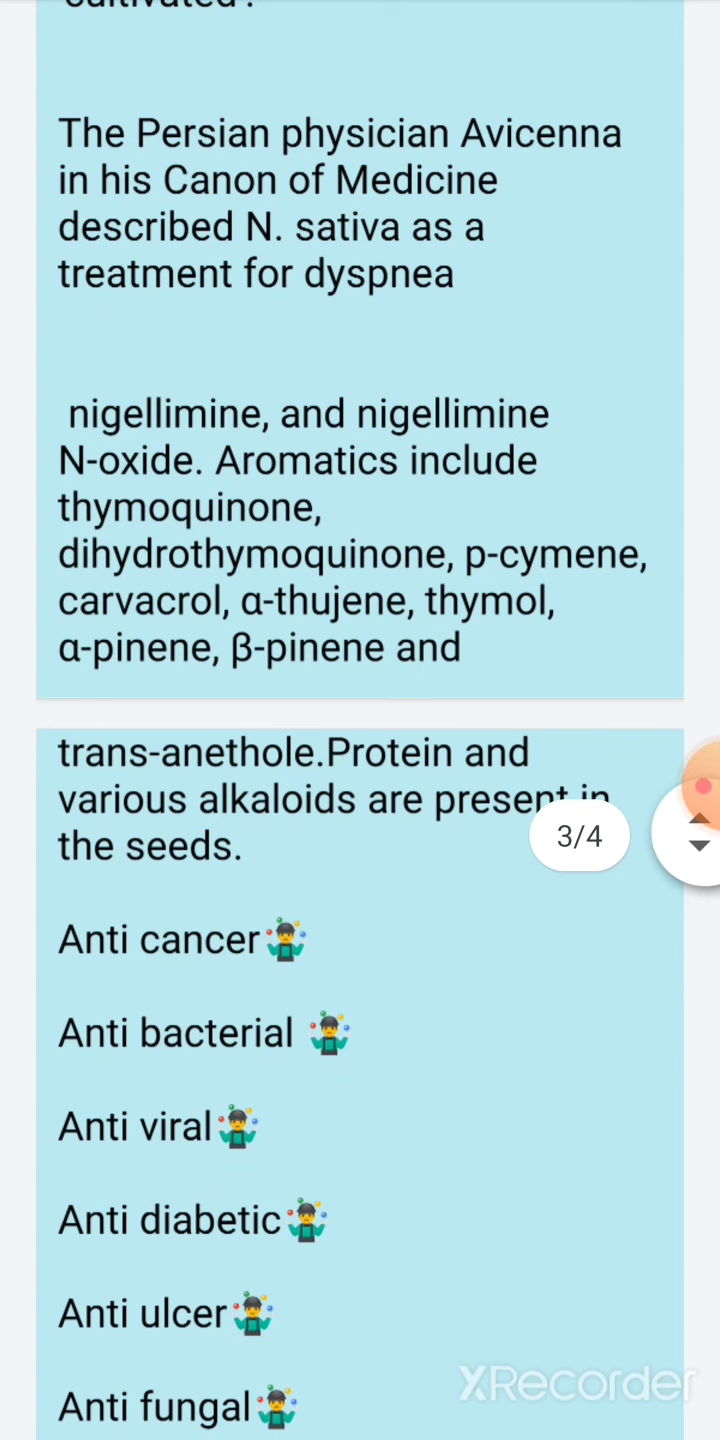 cultivated .
The Persian physician Avicenna
in his Canon of Medicine
described N. sativa as a
treatment for dyspnea
nigellimine, and nigellimine
N-oxide. Aromatics include
thymoquinone,
dihydrothymoquinone, p-cymene,
carvacrol, α-thujene, thymol,
α-pinene, β-pinene and
trans-anethole.Protein and
various alkaloids are present in
the seeds.
3/4
Anti cancer🤹‍♂️
Anti bacterial 🤹‍♂️
Anti viral🤹‍♂️
Anti diabetic🤹‍♂️
Anti ulcer🤹‍♂️
Anti fungal🤹‍♂️
XRecorder